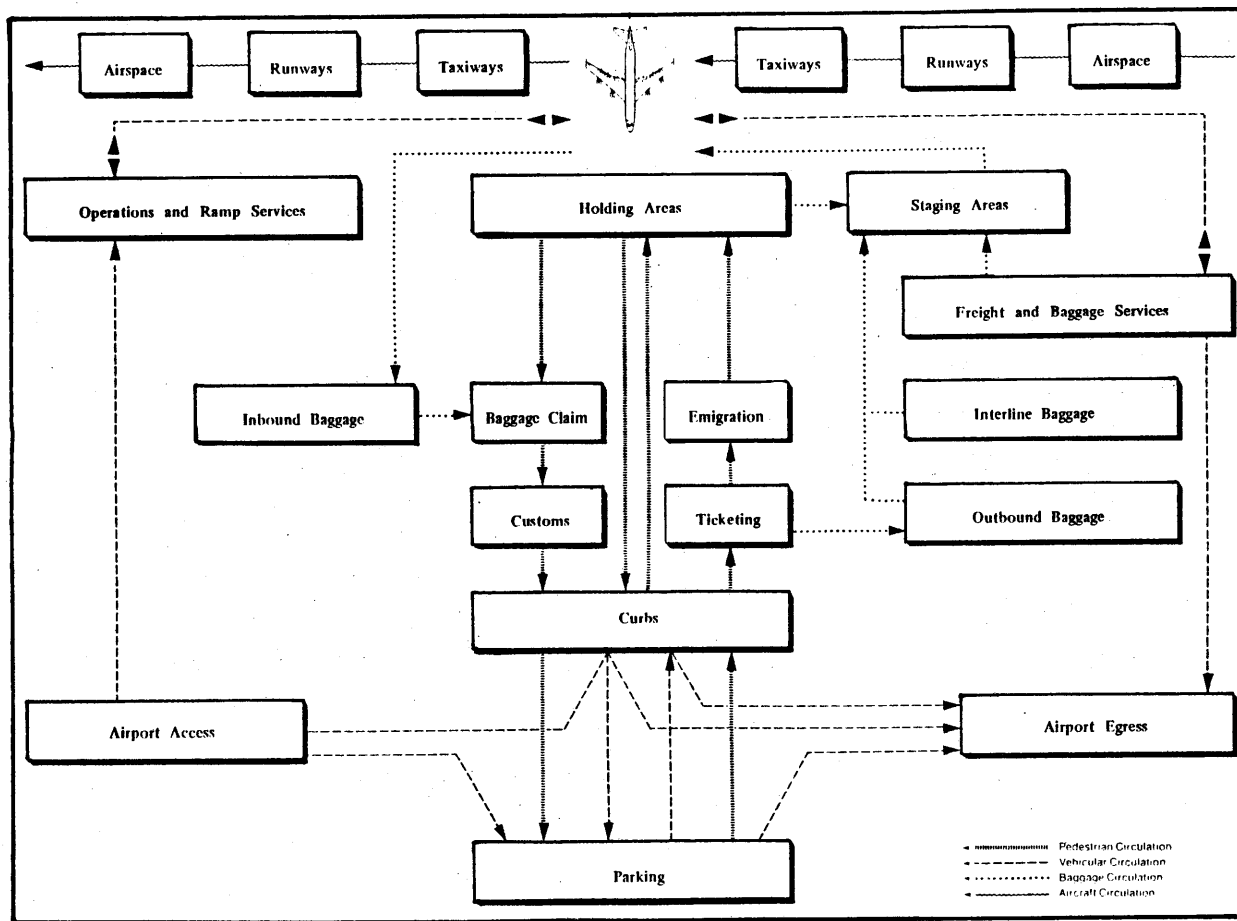 Airspace
Runways
Taxiways
Taxiways
Runways
Airspace
Operations and Ramp Services
Holding Areas
Staging Areas
Freight and Baggage Services
Inbound Baggage
Baggage Claim
Emigration
Interline Baggage
Customs
Ticketing
Outbound Baggage
Curbs
Airport Access
Airport Egress
Parking
Pedestrian Circulation
Vehicular Circulation
Baggage Circulation
Aircraft Circulation